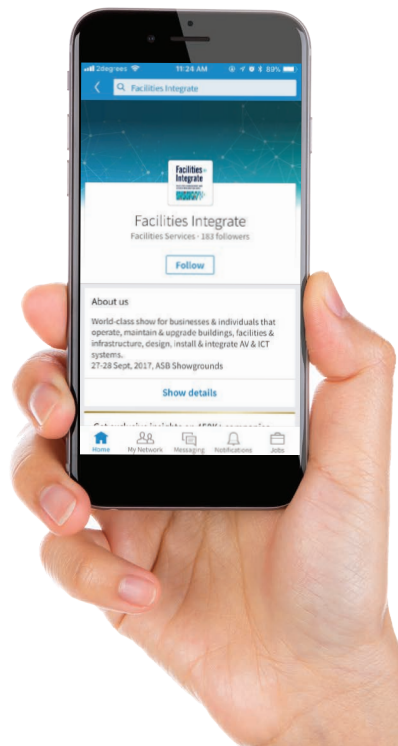 2degrees 11:24 AM 89%
Facilities Integrate
Facilities
Integrate
Facilities Integrate
Facilities Services · 183 followers
Follow
About us
World-class show for businesses & individuals that
operate, maintain & upgrade buildings, facilities &
infrastructure, design, install & integrate AV & ICT
systems.
27-28 Sept, 2017, ASB Showgrounds
Show details
Home My Network Messaging Notifications Jobs